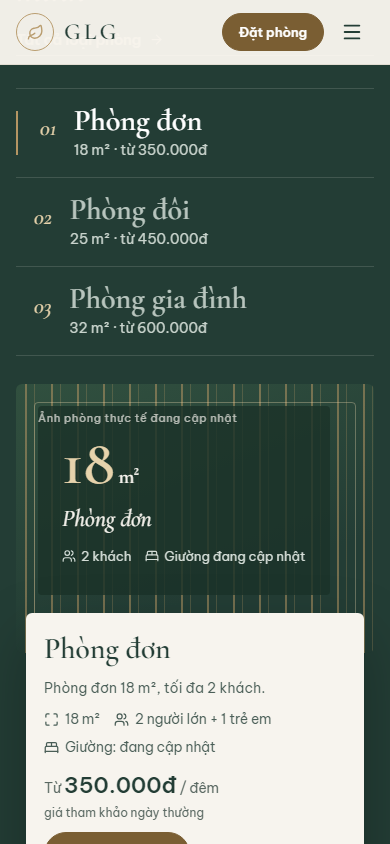 GLG
Đặt phòng
01
Phòng đơn
18 m² · từ 350.000đ
02
Phòng đôi
25 m² · từ 450.000đ
03
Phòng gia đình
32 m² · từ 600.000đ
Ảnh phòng thực tế đang cập nhật
18 m²
Phòng đơn
2 khách Giường đang cập nhật
Phòng đơn
Phòng đơn 18 m², tối đa 2 khách.
18 m² 2 người lớn + 1 trẻ em
Giường: đang cập nhật
Từ 350.000đ / đêm
giá tham khảo ngày thường